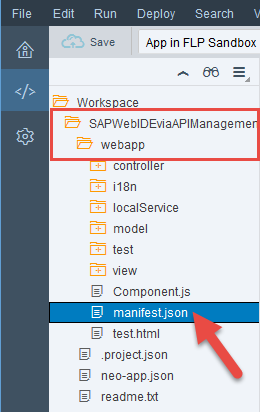 File Edit Run Deploy Search
Save App in FLP Sandbox
Workspace
SAPWebIDEviaAPIManagement
webapp
controller
i18n
localService
model
test
view
Component.js
manifest.json
test.html
.project.json
neo-app.json
readme.txt